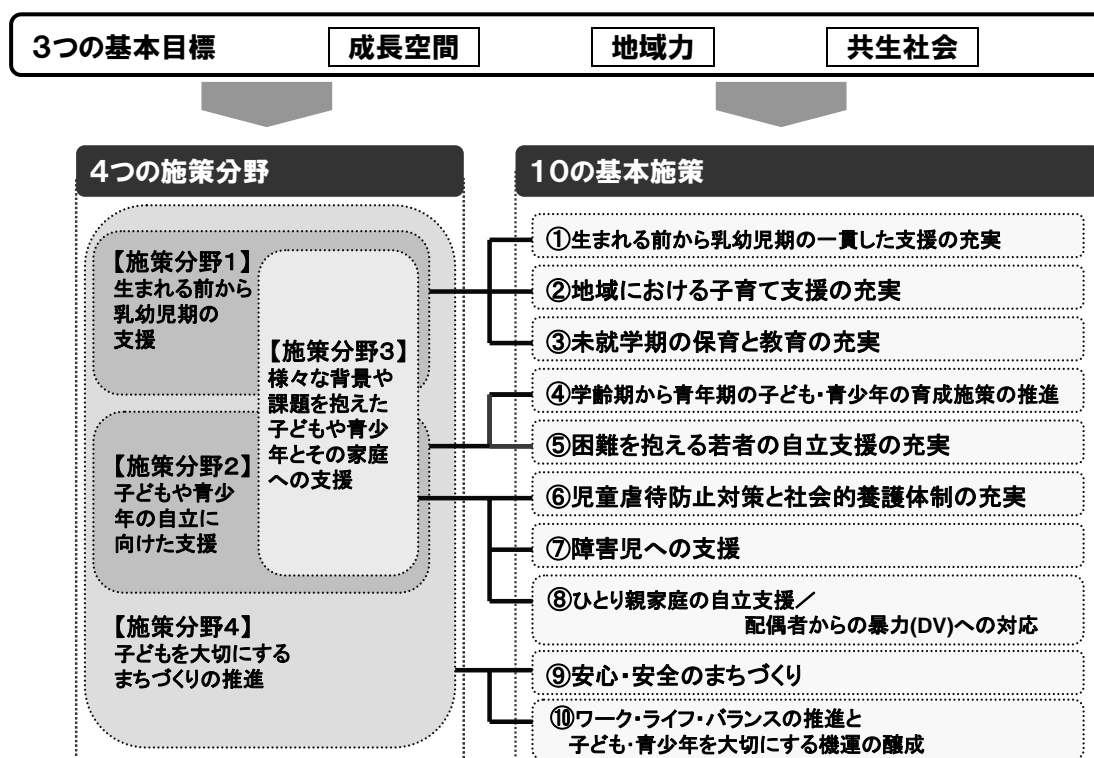 3つの基本目標
成長空間
地域力
共生社会
4つの施策分野
【施策分野1】
生まれる前から
乳幼児期の
支援
【施策分野3】
様々な背景や
課題を抱えた
子どもや青少
年とその家庭
への支援
【施策分野2】
子どもや青少
年の自立に
向けた支援
【施策分野4】
子どもを大切にする
まちづくりの推進
10の基本施策
①生まれる前から乳幼児期の一貫した支援の充実
②地域における子育て支援の充実
③未就学期の保育と教育の充実
④学齢期から青年期の子ども・青少年の育成施策の推進
⑤困難を抱える若者の自立支援の充実
⑥児童虐待防止対策と社会的養護体制の充実
⑦障害児への支援
⑧ひとり親家庭の自立支援／
配偶者からの暴力(DV)への対応
⑨安心・安全のまちづくり
⑩ワーク・ライフ・バランスの推進と
子ども・青少年を大切にする機運の醸成